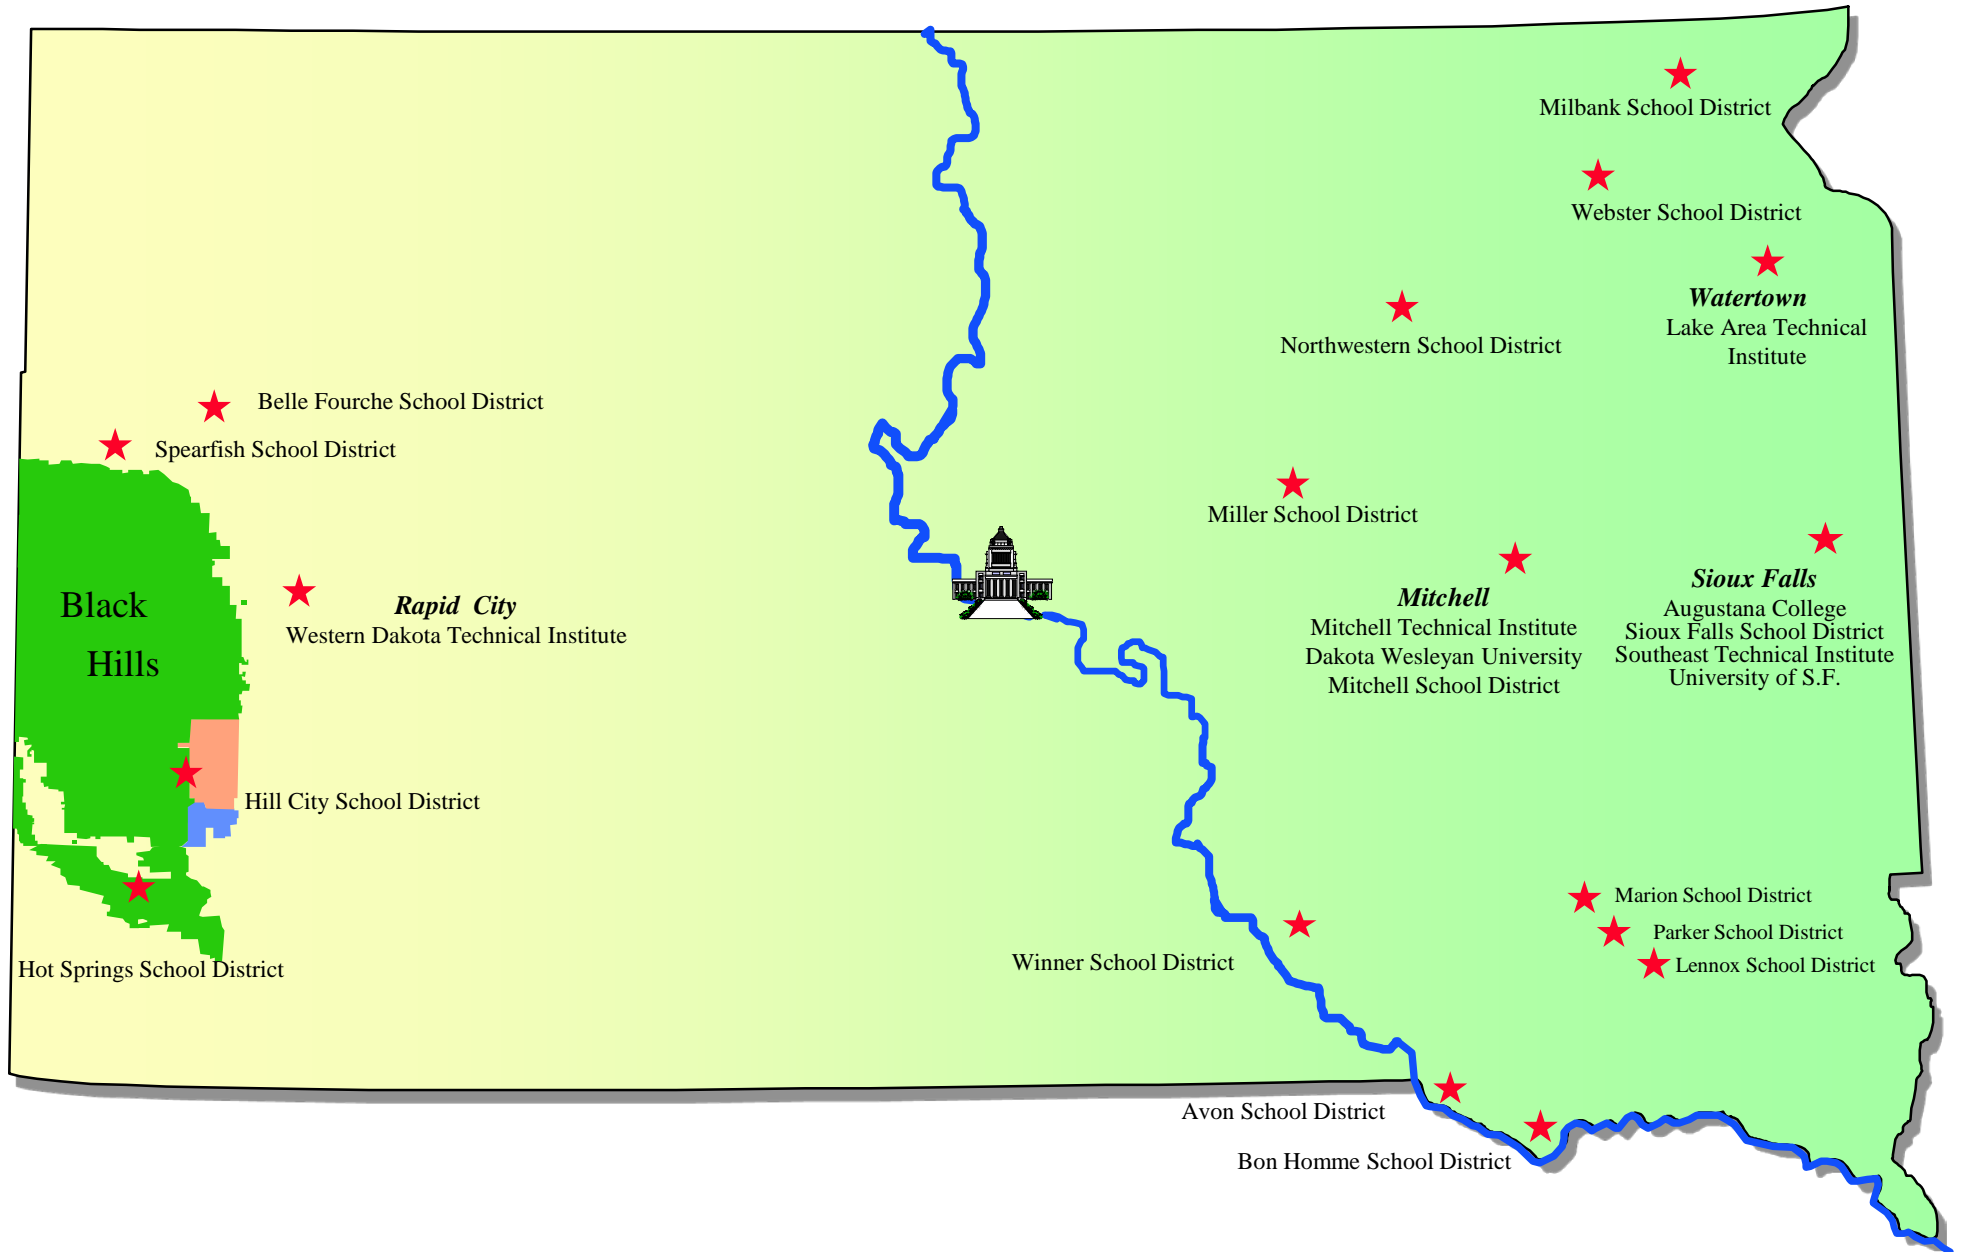 Milbank School District
Webster School District
Watertown
Lake Area Technical
Institute
Northwestern School District
Belle Fourche School District
Spearfish School District
Miller School District
Black
Hills
Rapid City
Western Dakota Technical Institute
Mitchell
Mitchell Technical Institute
Dakota Wesleyan University
Mitchell School District
Sioux Falls
Augustana College
Sioux Falls School District
Southeast Technical Institute
University of S.F.
Hill City School District
Hot Springs School District
Winner School District
Marion School District
Parker School District
Lennox School District
Avon School District
Bon Homme School District